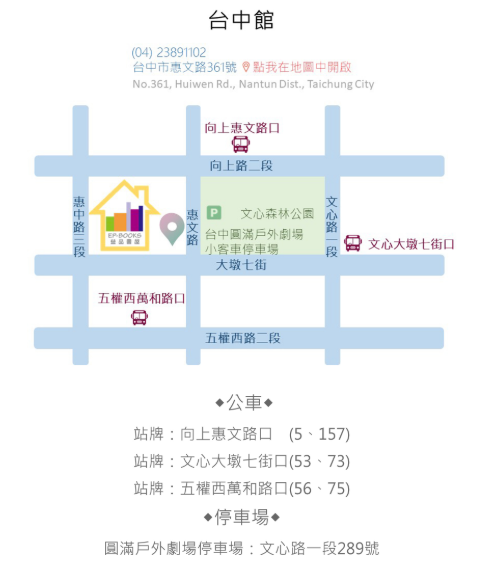 台中館
(04) 23891102
台中市惠文路361號 點我在地圖中開啟
No.361, Huiwen Rd., Nantun Dist., Taichung City
向上惠文路口
向上路二段
惠中路三段
EP-BOOKS
益品書屋
惠文路
P 文心森林公園
台中圓滿戶外劇場
小客車停車場
文心路一段
文心大墩七街口
大墩七街
五權西萬和路口
五權西路二段
◆公車◆
站牌:向上惠文路口 (5、157)
站牌:文心大墩七街口(53、73)
站牌:五權西萬和路口(56、75)
◆停車場◆
圓滿戶外劇場停車場:文心路一段289號